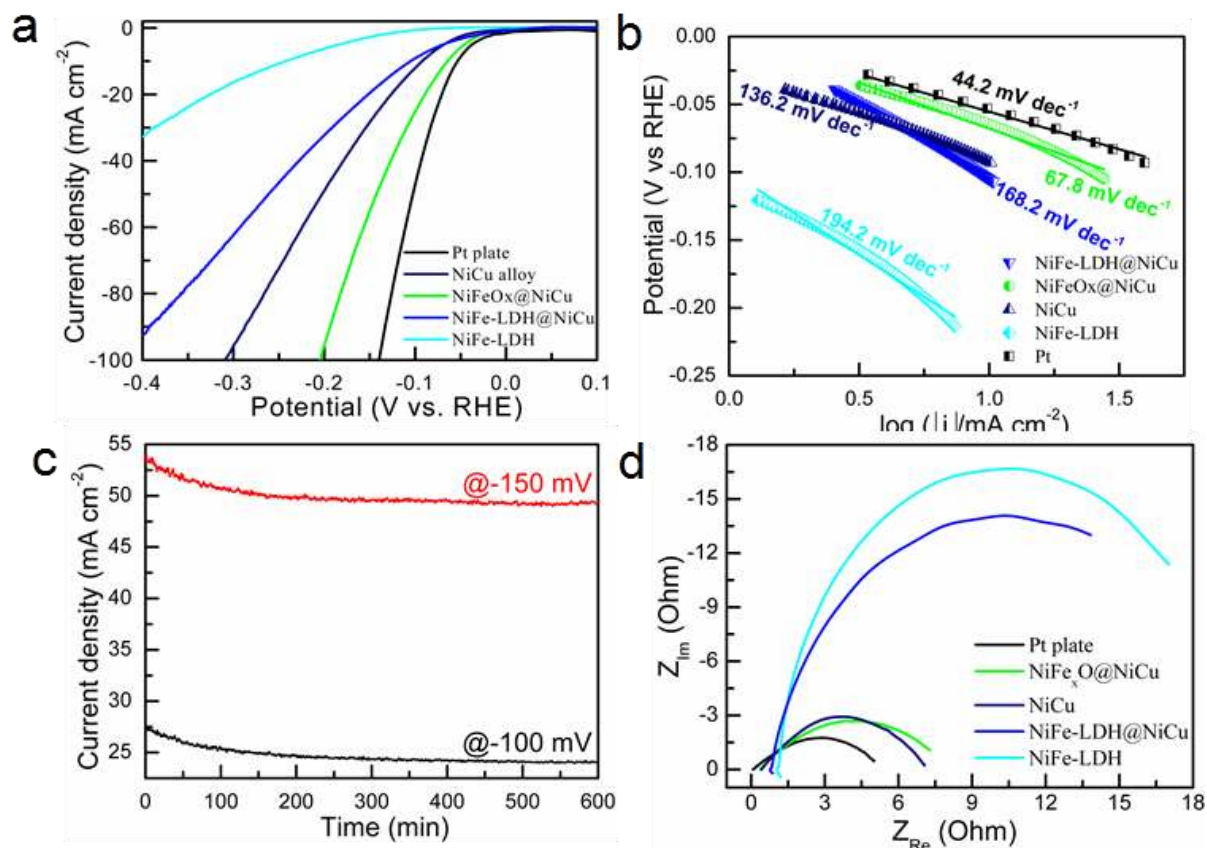 a
0
-20
-40
-60
-80
-100
Current density (mA cm⁻²)
Pt plate
NiCu alloy
NiFeOx@NiCu
NiFe-LDH@NiCu
NiFe-LDH
-0.4 -0.3 -0.2 -0.1 0.0 0.1
Potential (V vs. RHE)
b
0.00
-0.05
-0.10
-0.15
-0.20
-0.25
Potential (V vs RHE)
44.2 mV dec⁻¹
136.2 mV dec⁻¹
67.8 mV dec⁻¹
168.2 mV dec⁻¹
194.2 mV dec⁻¹
NiFe-LDH@NiCu
NiFeOx@NiCu
NiCu
NiFe-LDH
Pt
0.0 0.5 1.0 1.5
log (|i|/mA cm⁻²)
c
55
50
45
40
35
30
25
Current density (mA cm⁻²)
@-150 mV
@-100 mV
0 100 200 300 400 500 600
Time (min)
d
-18
-15
-12
-9
-6
-3
0
Z_Im (Ohm)
Pt plate
NiFe_xO@NiCu
NiCu
NiFe-LDH@NiCu
NiFe-LDH
0 3 6 9 12 15 18
Z_Re (Ohm)